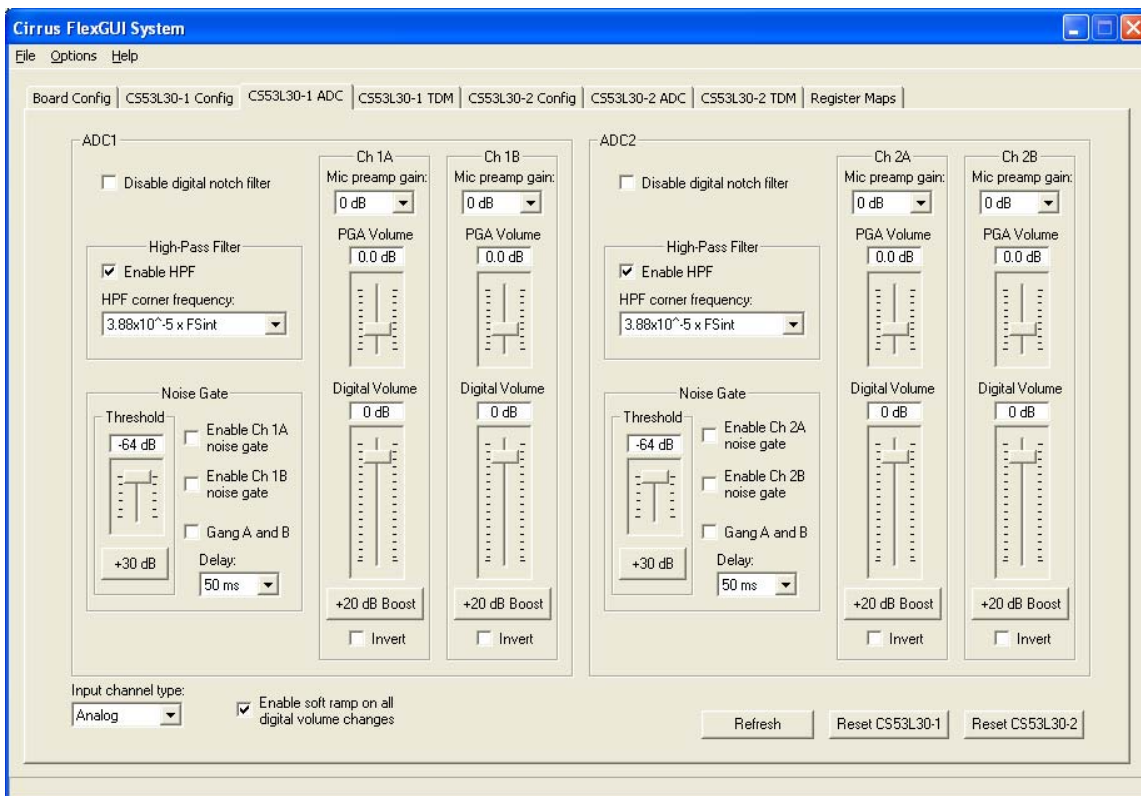 Cirrus FlexGUI System
File Options Help
Board Config CS53L30-1 Config CS53L30-1 ADC CS53L30-1 TDM CS53L30-2 Config CS53L30-2 ADC CS53L30-2 TDM Register Maps
ADC1
Disable digital notch filter
High-Pass Filter
Enable HPF
HPF corner frequency:
3.88x10^-5 x FSint
Noise Gate
Threshold
-64 dB
+30 dB
Enable Ch 1A
noise gate
Enable Ch 1B
noise gate
Gang A and B
Delay:
50 ms
Ch 1A
Mic preamp gain:
0 dB
PGA Volume
0.0 dB
Digital Volume
0 dB
+20 dB Boost
Invert
Ch 1B
Mic preamp gain:
0 dB
PGA Volume
0.0 dB
Digital Volume
0 dB
+20 dB Boost
Invert
ADC2
Disable digital notch filter
High-Pass Filter
Enable HPF
HPF corner frequency:
3.88x10^-5 x FSint
Noise Gate
Threshold
-64 dB
+30 dB
Enable Ch 2A
noise gate
Enable Ch 2B
noise gate
Gang A and B
Delay:
50 ms
Ch 2A
Mic preamp gain:
0 dB
PGA Volume
0.0 dB
Digital Volume
0 dB
+20 dB Boost
Invert
Ch 2B
Mic preamp gain:
0 dB
PGA Volume
0.0 dB
Digital Volume
0 dB
+20 dB Boost
Invert
Input channel type:
Analog
Enable soft ramp on all
digital volume changes
Refresh
Reset CS53L30-1
Reset CS53L30-2